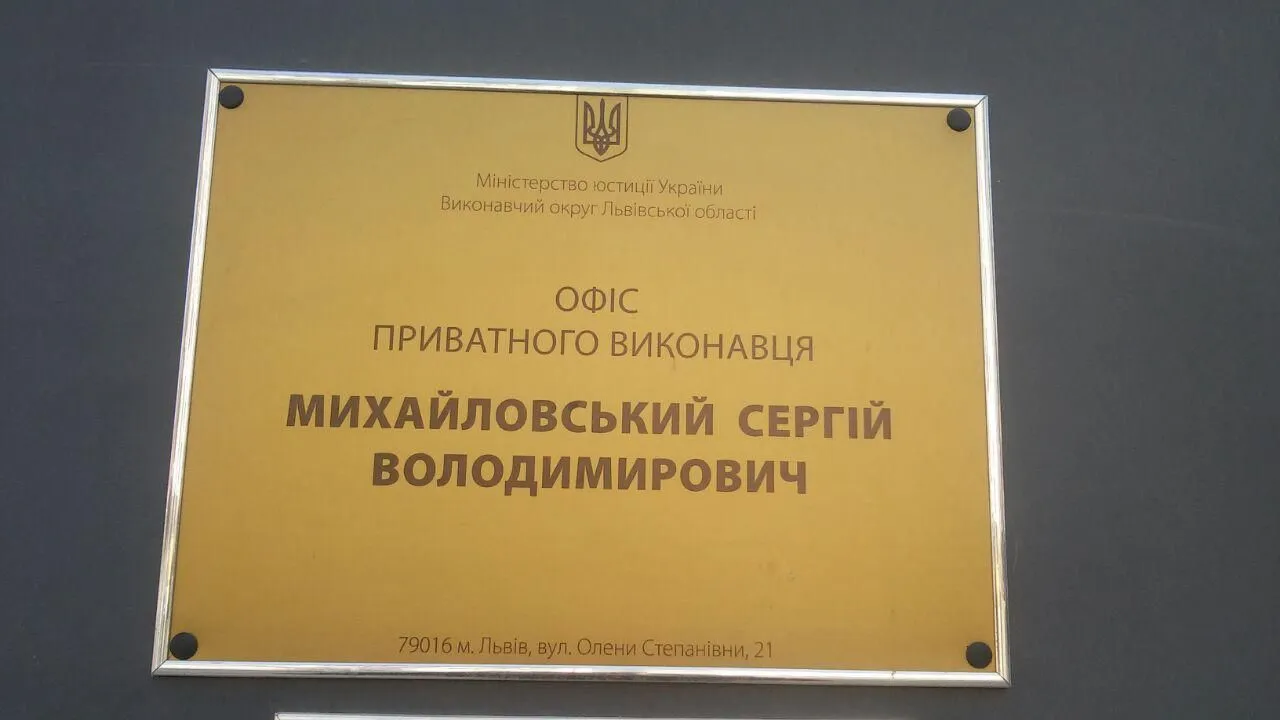 Міністерство юстиції України
Виконавчий округ Львівської області
ОФІС
ПРИВАТНОГО ВИКОНАВЦЯ
МИХАЙЛОВСЬКИЙ СЕРГІЙ
ВОЛОДИМИРОВИЧ
79016 м. Львів, вул. Олени Степанівни, 21